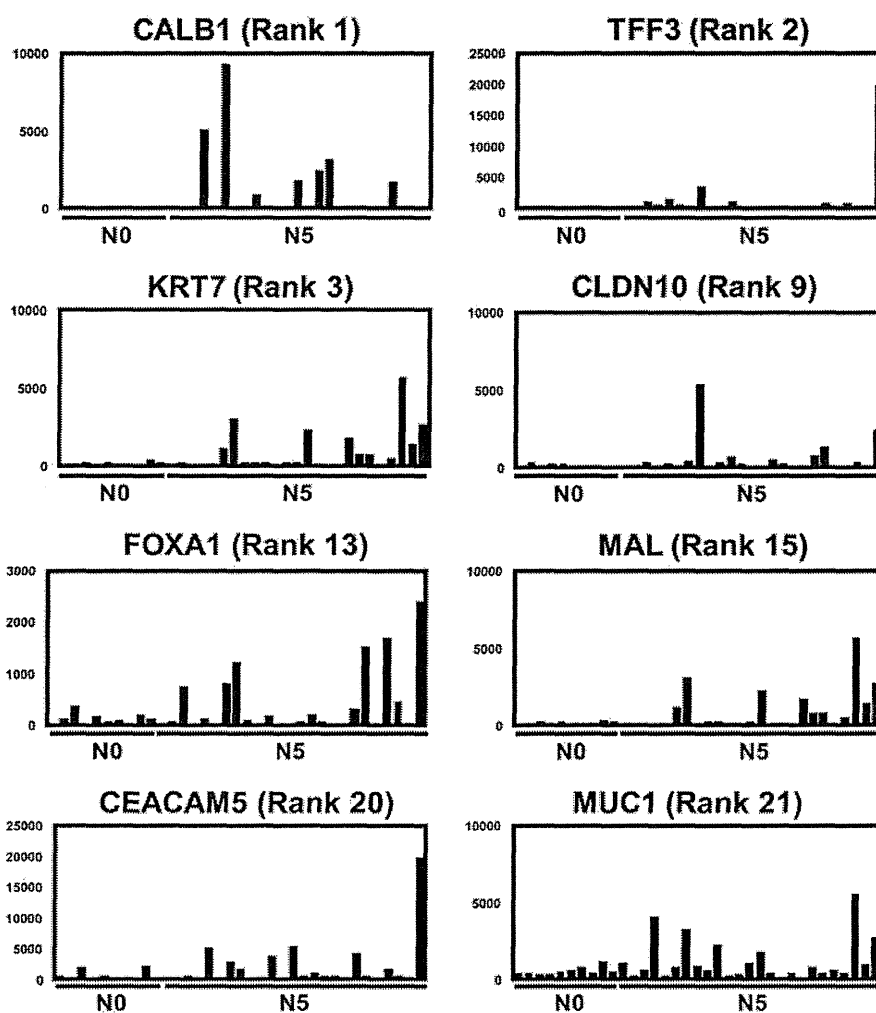 CALB1 (Rank 1)
10000
5000
0
N0 N5
TFF3 (Rank 2)
25000
20000
15000
10000
5000
0
N0 N5
KRT7 (Rank 3)
10000
5000
0
N0 N5
CLDN10 (Rank 9)
10000
5000
0
N0 N5
FOXA1 (Rank 13)
3000
2000
1000
0
N0 N5
MAL (Rank 15)
10000
5000
0
N0 N5
CEACAM5 (Rank 20)
25000
20000
15000
10000
5000
0
N0 N5
MUC1 (Rank 21)
10000
5000
0
N0 N5